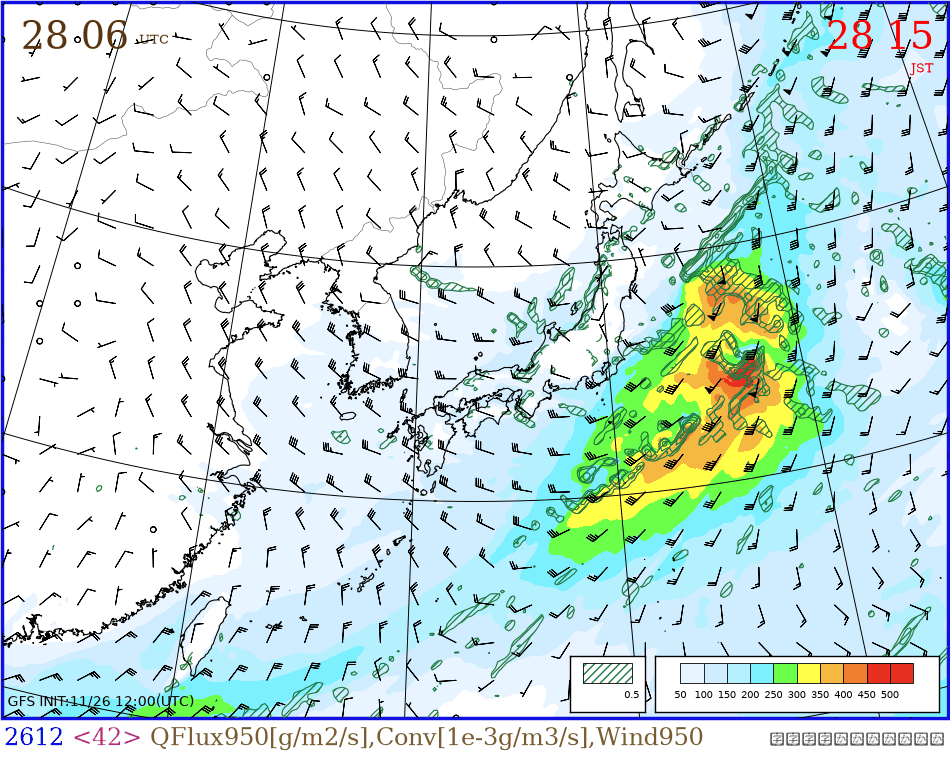 28 06 UTC
28 15
JST
0.5
50 100 150 200 250 300 350 400 450 500
GFS INIT:11/26 12:00(UTC)
2612 <42> QFlux950[g/m2/s],Conv[1e-3g/m3/s],Wind950